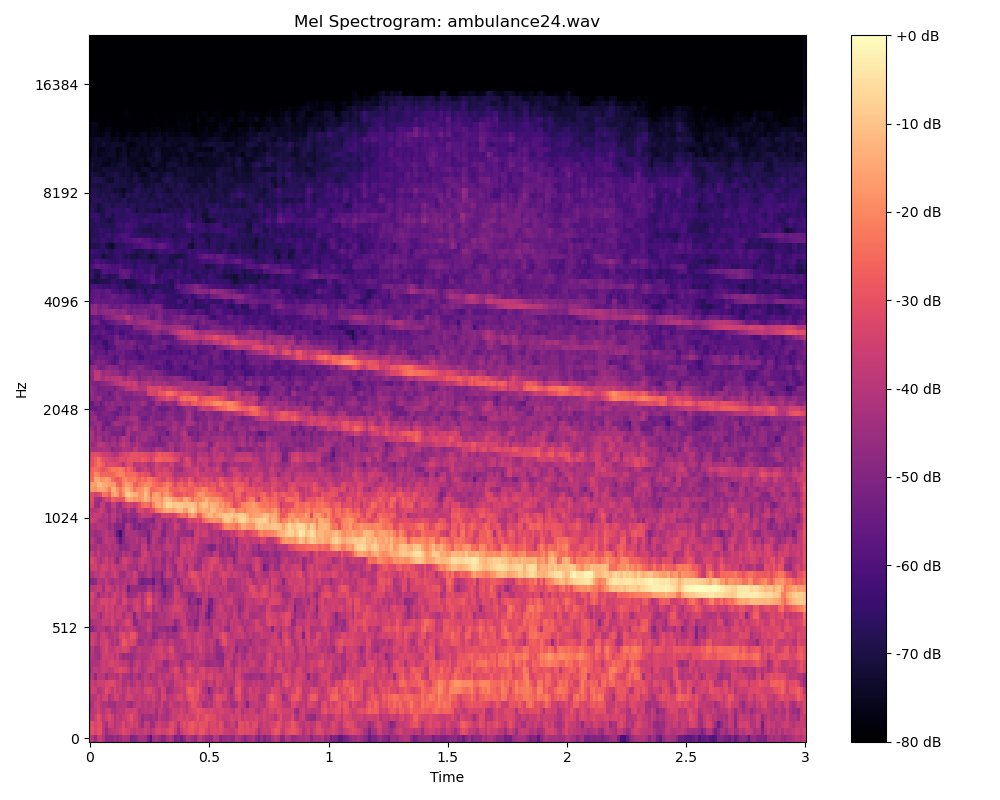 Mel Spectrogram: ambulance24.wav
Hz
16384
8192
4096
2048
1024
512
0
0 0.5 1 1.5 2 2.5 3
Time
+0 dB
-10 dB
-20 dB
-30 dB
-40 dB
-50 dB
-60 dB
-70 dB
-80 dB